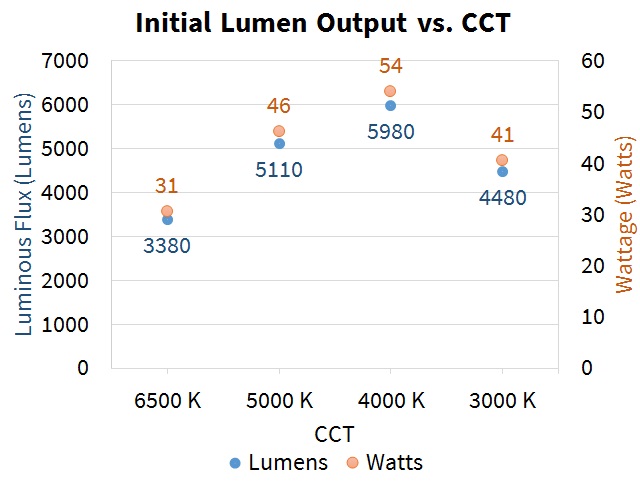 Initial Lumen Output vs. CCT
7000
6000
5000
4000
3000
2000
1000
0
Luminous Flux (Lumens)
60
50
40
30
20
10
0
Wattage (Watts)
31
3380
46
5110
54
5980
41
4480
6500 K
5000 K
4000 K
3000 K
CCT
Lumens
Watts